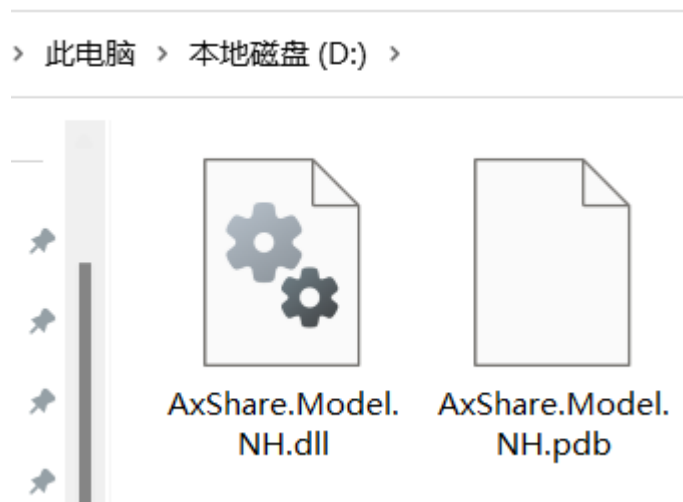 > 此电脑 > 本地磁盘 (D:) >
AxShare.Model.
NH.dll
AxShare.Model.
NH.pdb